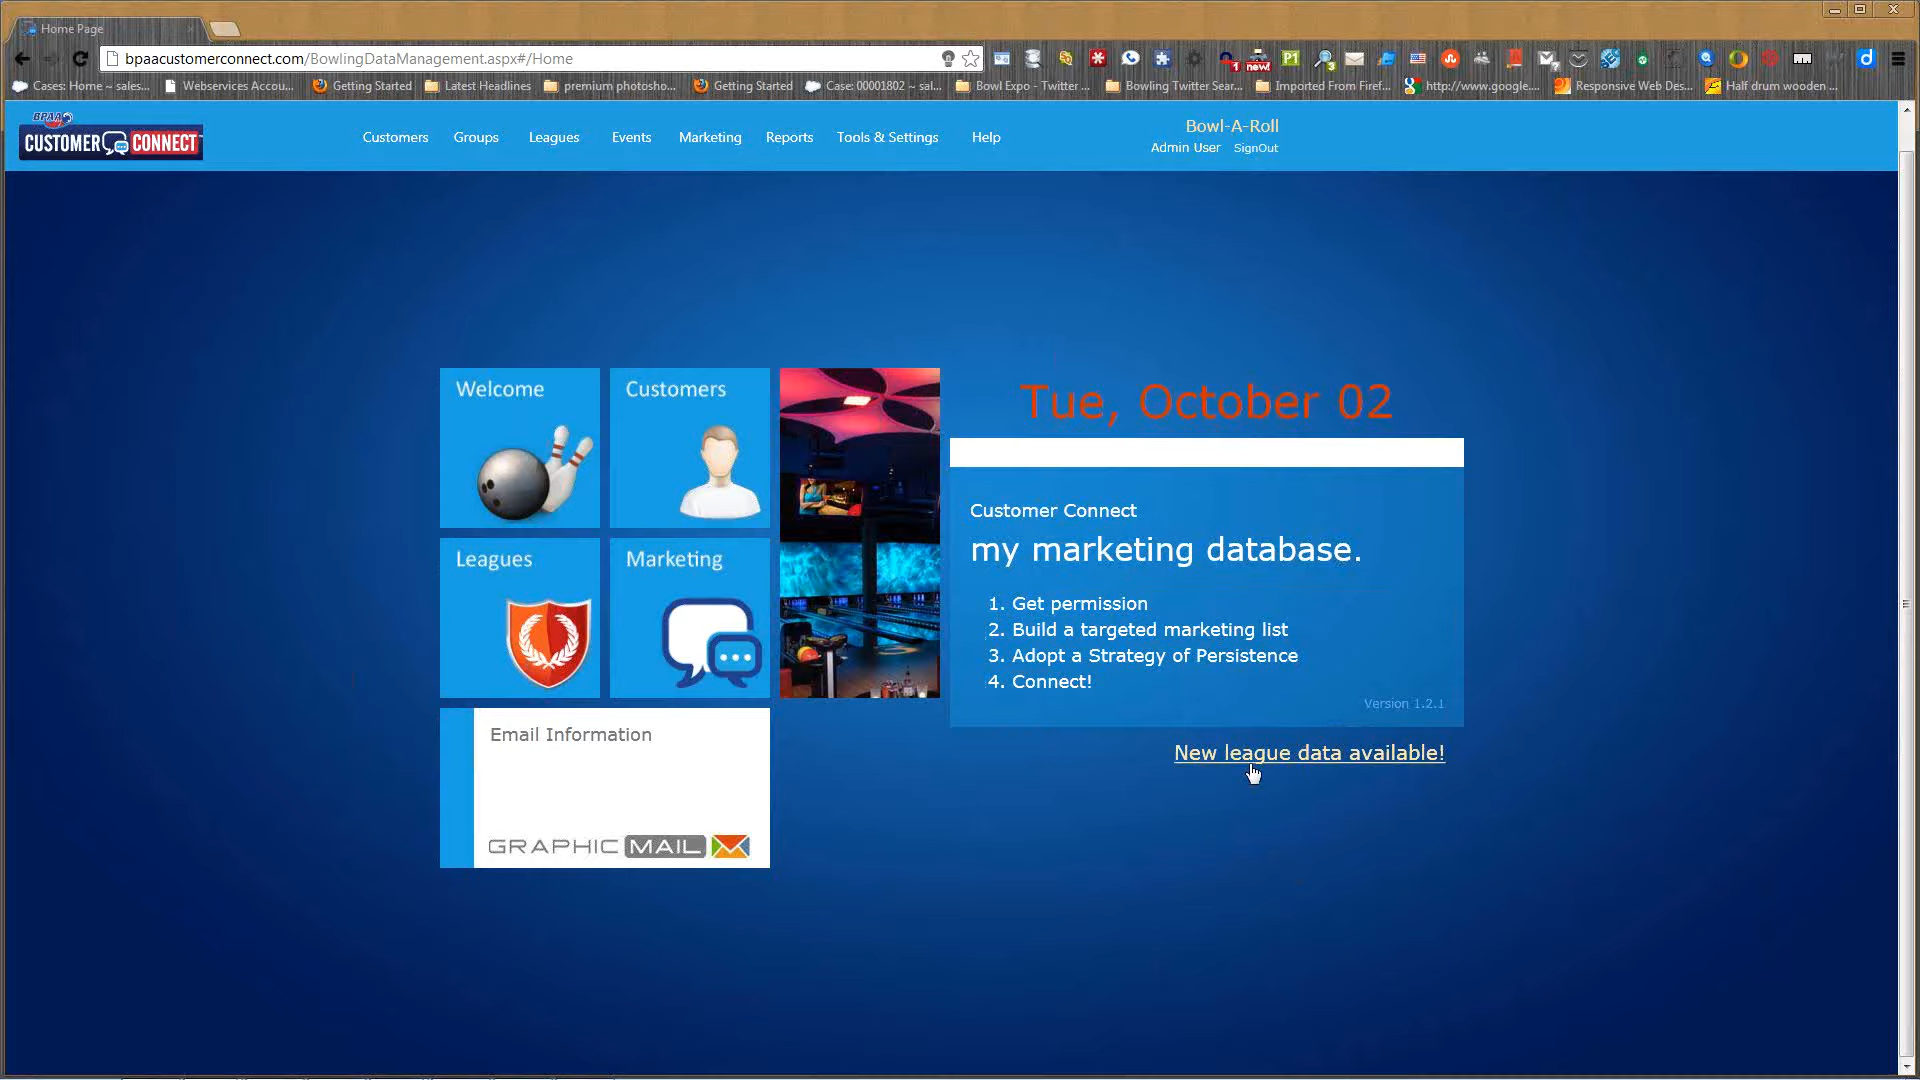 Home Page
bpaacustomerconnect.com/BowlingDataManagement.aspx#/Home
1
new!
P1
3
Cases: Home ~ sales...
Webservices Accou...
Getting Started
Latest Headlines
premium photosho...
Getting Started
Case: 00001802 ~ sal...
Bowl Expo - Twitter ...
Bowling Twitter Sear...
Imported From Firef...
http://www.google....
Responsive Web Des...
Half drum wooden ...
BPAA
CUSTOMER CONNECT
Customers
Groups
Leagues
Events
Marketing
Reports
Tools & Settings
Help
Bowl-A-Roll
Admin User SignOut
Welcome
Customers
Leagues
Marketing
Tue, October 02
Customer Connect
my marketing database.
1. Get permission
2. Build a targeted marketing list
3. Adopt a Strategy of Persistence
4. Connect!
Version 1.2.1
New league data available!
Email Information
GRAPHIC MAIL